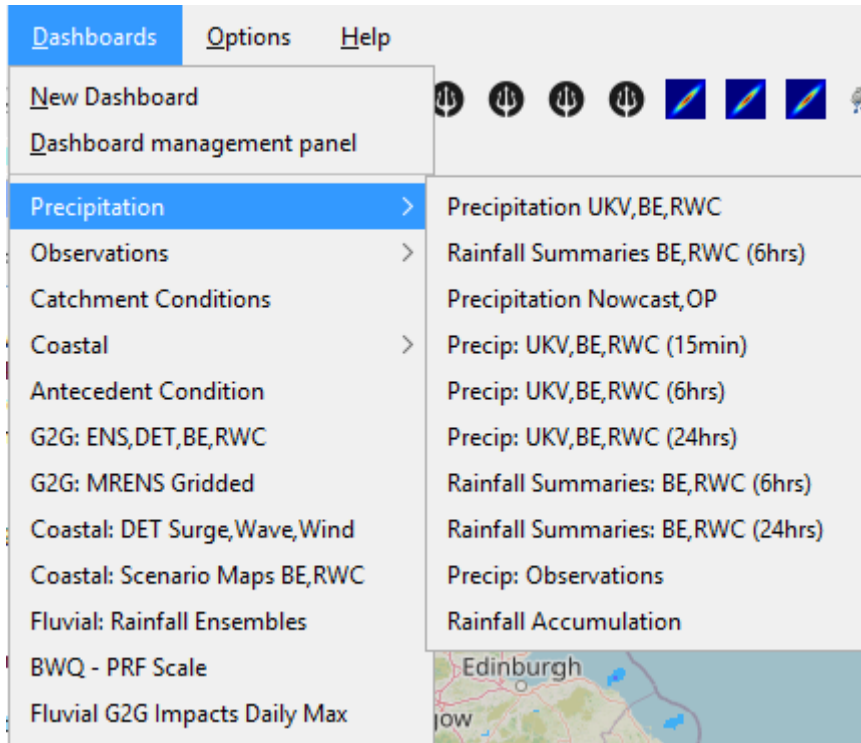 Dashboards Options Help
New Dashboard
Dashboard management panel
Precipitation
Observations
Catchment Conditions
Coastal
Antecedent Condition
G2G: ENS,DET,BE,RWC
G2G: MRENS Gridded
Coastal: DET Surge,Wave,Wind
Coastal: Scenario Maps BE,RWC
Fluvial: Rainfall Ensembles
BWQ - PRF Scale
Fluvial G2G Impacts Daily Max
Precipitation UKV,BE,RWC
Rainfall Summaries BE,RWC (6hrs)
Precipitation Nowcast,OP
Precip: UKV,BE,RWC (15min)
Precip: UKV,BE,RWC (6hrs)
Precip: UKV,BE,RWC (24hrs)
Rainfall Summaries: BE,RWC (6hrs)
Rainfall Summaries: BE,RWC (24hrs)
Precip: Observations
Rainfall Accumulation
Edinburgh
gow